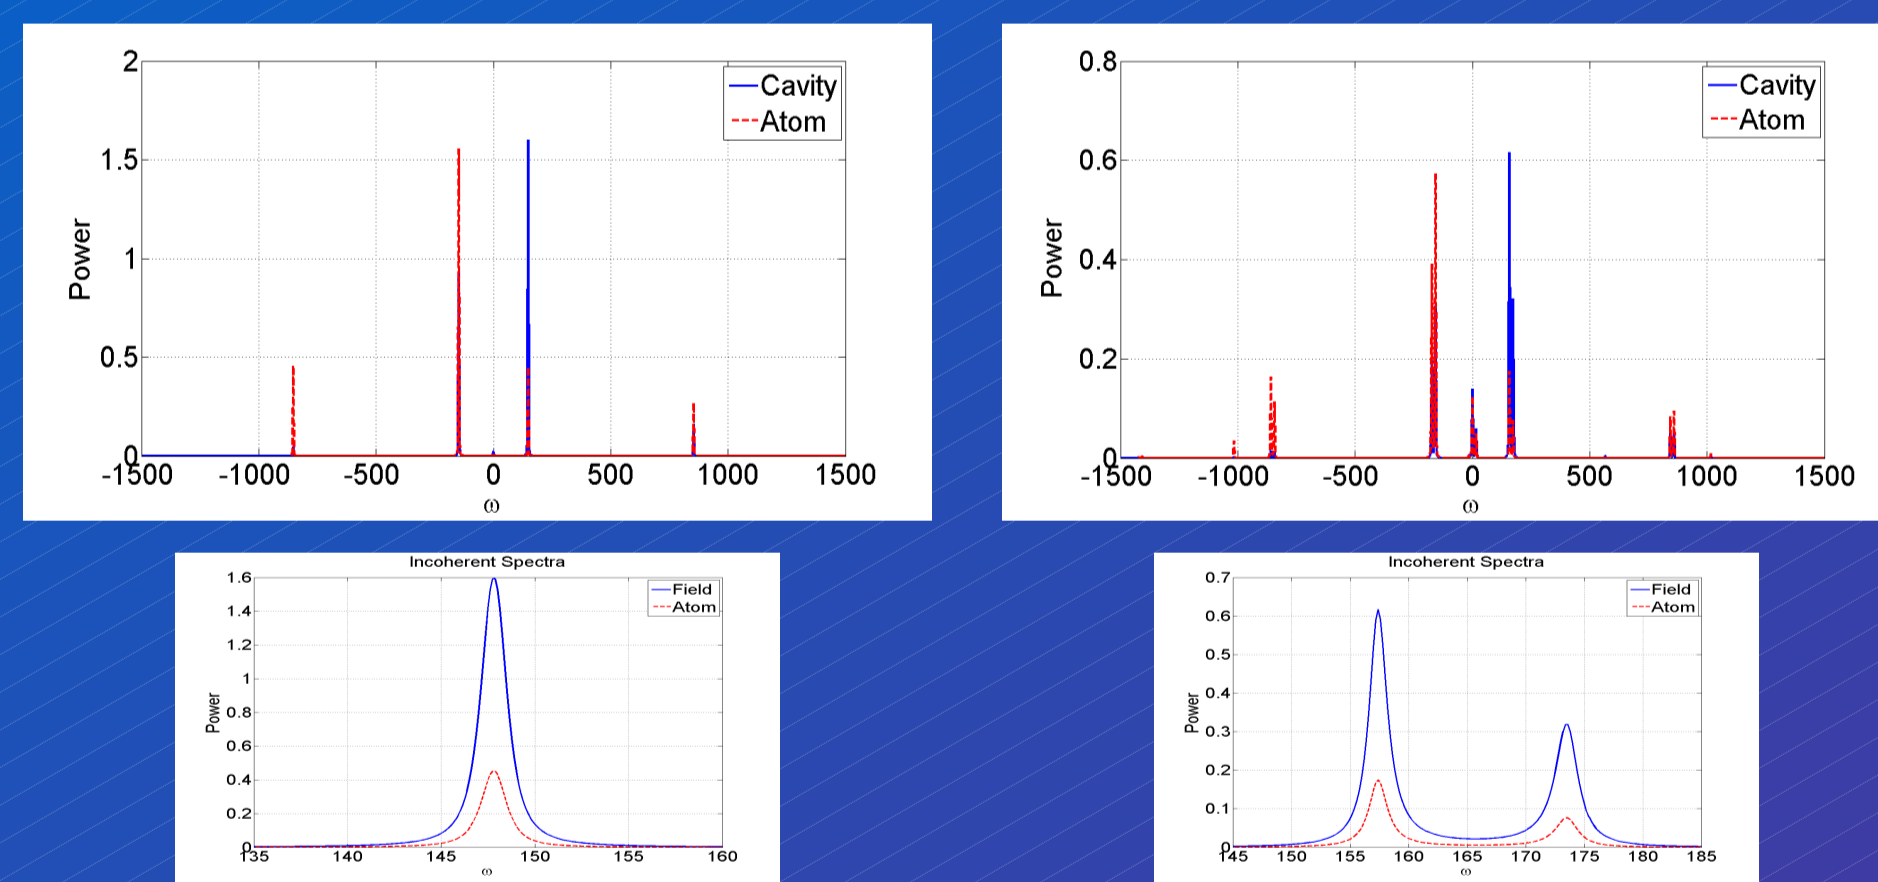 2
1.5
1
0.5
0
Power
-1500 -1000 -500 0 500 1000 1500
ω
Cavity
Atom
0.8
0.6
0.4
0.2
0
Power
-1500 -1000 -500 0 500 1000 1500
ω
Cavity
Atom
Incoherent Spectra
1.6
1.4
1.2
1
0.8
0.6
0.4
0.2
0
Power
135 140 145 150 155 160
ω
Field
Atom
Incoherent Spectra
0.7
0.6
0.5
0.4
0.3
0.2
0.1
0
Power
145 150 155 160 165 170 175 180 185
ω
Field
Atom